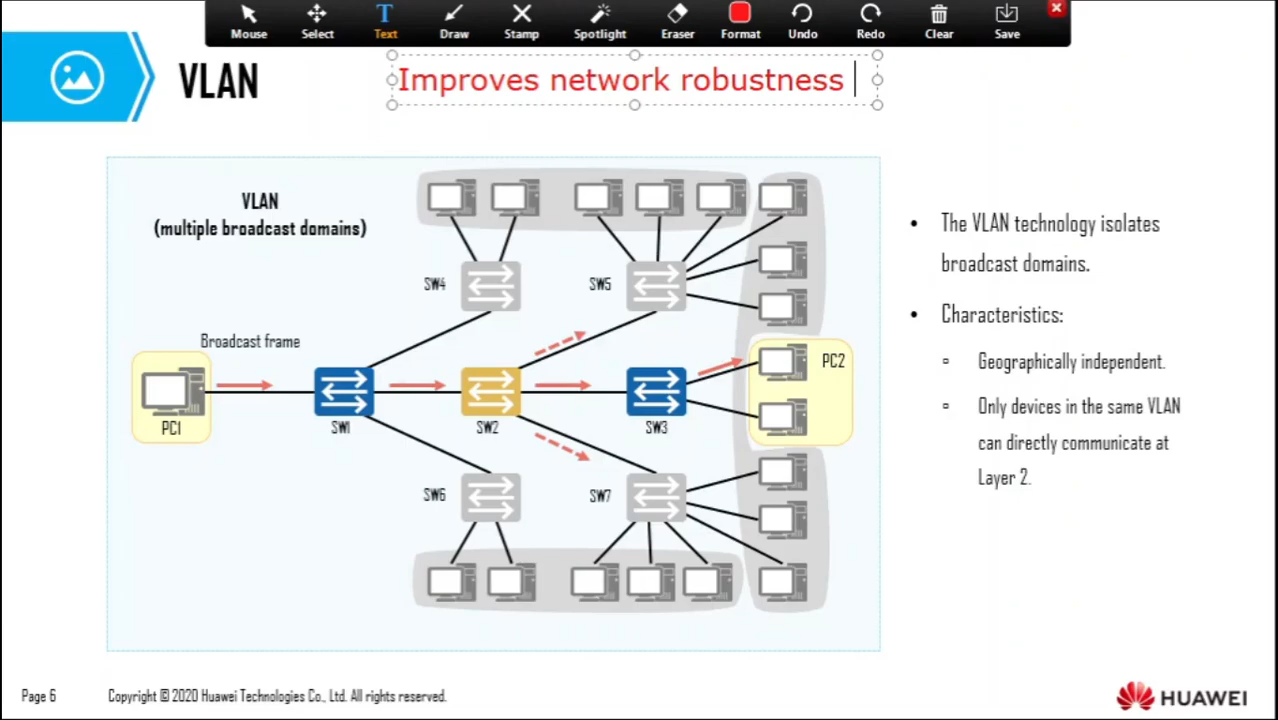 Mouse Select Text Draw Stamp Spotlight Eraser Format Undo Redo Clear Save
VLAN
Improves network robustness
VLAN
(multiple broadcast domains)
SW4
SW5
Broadcast frame
PC1
SW1
SW2
SW3
PC2
SW6
SW7
• The VLAN technology isolates
broadcast domains.
• Characteristics:
▫ Geographically independent.
▫ Only devices in the same VLAN
can directly communicate at
Layer 2.
Page 6
Copyright © 2020 Huawei Technologies Co., Ltd. All rights reserved.
HUAWEI